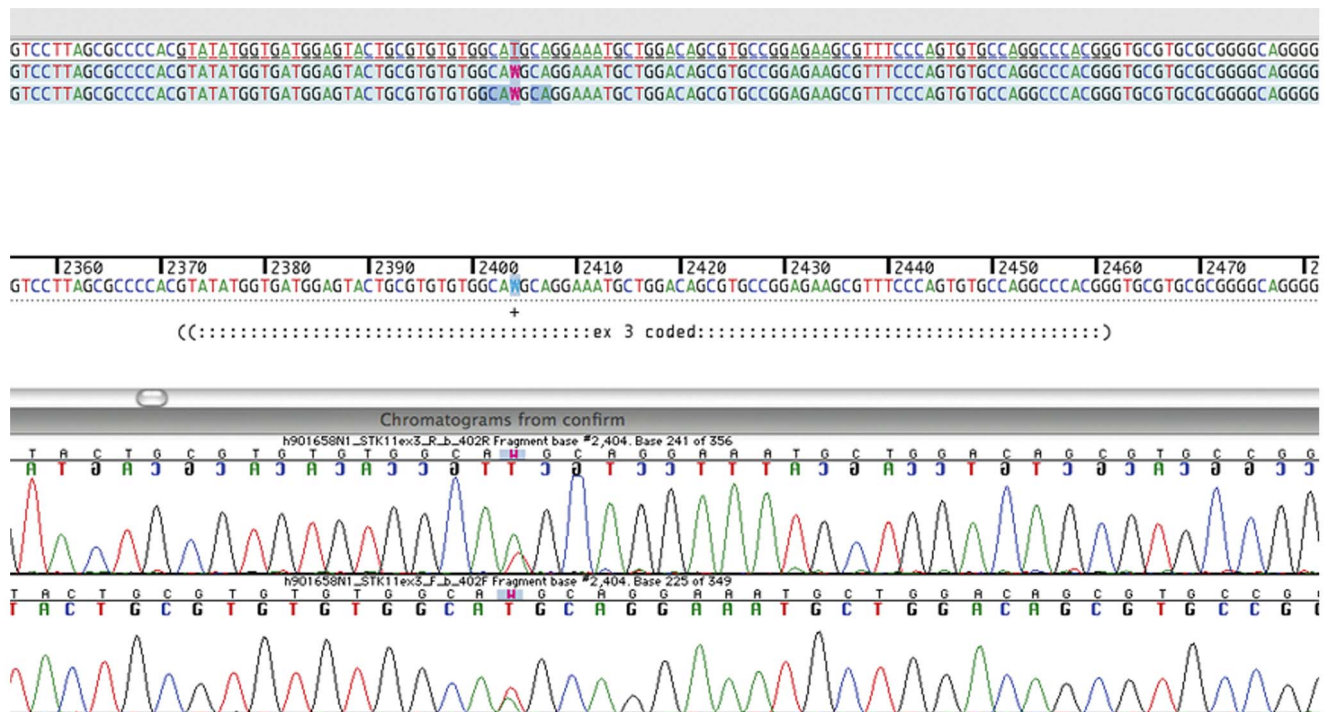 GTCCTTAGCGCCCCACGTATATGGTGATGGAGTACTGCGTGTGTGGCATGCAGGAAATGCTGGACAGCGTGCCGGAGAAGCGTTTCCCAGTGTGCCAGGCCCACGGGTGCGTGCGCGGGGCAGGGG
GTCCTTAGCGCCCCACGTATATGGTGATGGAGTACTGCGTGTGTGGCAWGCAGGAAATGCTGGACAGCGTGCCGGAGAAGCGTTTCCCAGTGTGCCAGGCCCACGGGTGCGTGCGCGGGGCAGGGG
GTCCTTAGCGCCCCACGTATATGGTGATGGAGTACTGCGTGTGTGGCAWGCAGGAAATGCTGGACAGCGTGCCGGAGAAGCGTTTCCCAGTGTGCCAGGCCCACGGGTGCGTGCGCGGGGCAGGGG
2360 2370 2380 2390 2400 2410 2420 2430 2440 2450 2460 2470 2
GTCCTTAGCGCCCCACGTATATGGTGATGGAGTACTGCGTGTGTGGCAWGCAGGAAATGCTGGACAGCGTGCCGGAGAAGCGTTTCCCAGTGTGCCAGGCCCACGGGTGCGTGCGCGGGGCAGGGG
+
((::::::::::::::::::::::::::::::::::::::ex 3 coded:::::::::::::::::::::::::::::::::::::::)
Chromatograms from confirm
h901658N1_STK11ex3_R_b_402R Fragment base #2,404. Base 241 of 356
T A C T G C G T G T G T G G C A W G C A G G A A A T G C T G G A C A G C G T G C C G G
A T G A C G C A C A C A C C G T T C G T C C T T T A C G A C C T G T C G C A C G G C C
h901658N1_STK11ex3_F_b_402F Fragment base #2,404. Base 225 of 349
T A C T G C G T G T G T G G C A W G C A G G A A A T G C T G G A C A G C G T G C C G
T A C T G C G T G T G T G G C A T G C A G G A A A T G C T G G A C A G C G T G C C G